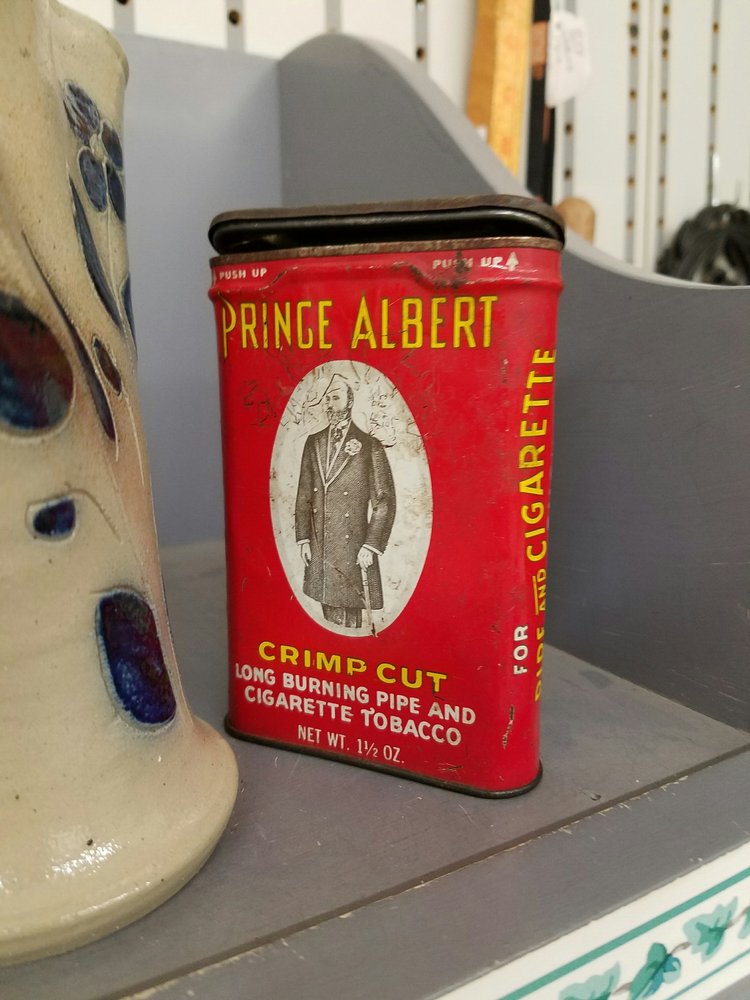 PUSH UP
PUSH UP
PRINCE ALBERT
CRIMP CUT
LONG BURNING PIPE AND
CIGARETTE TOBACCO
NET WT. 1½ OZ.
FOR
PIPE AND CIGARETTE